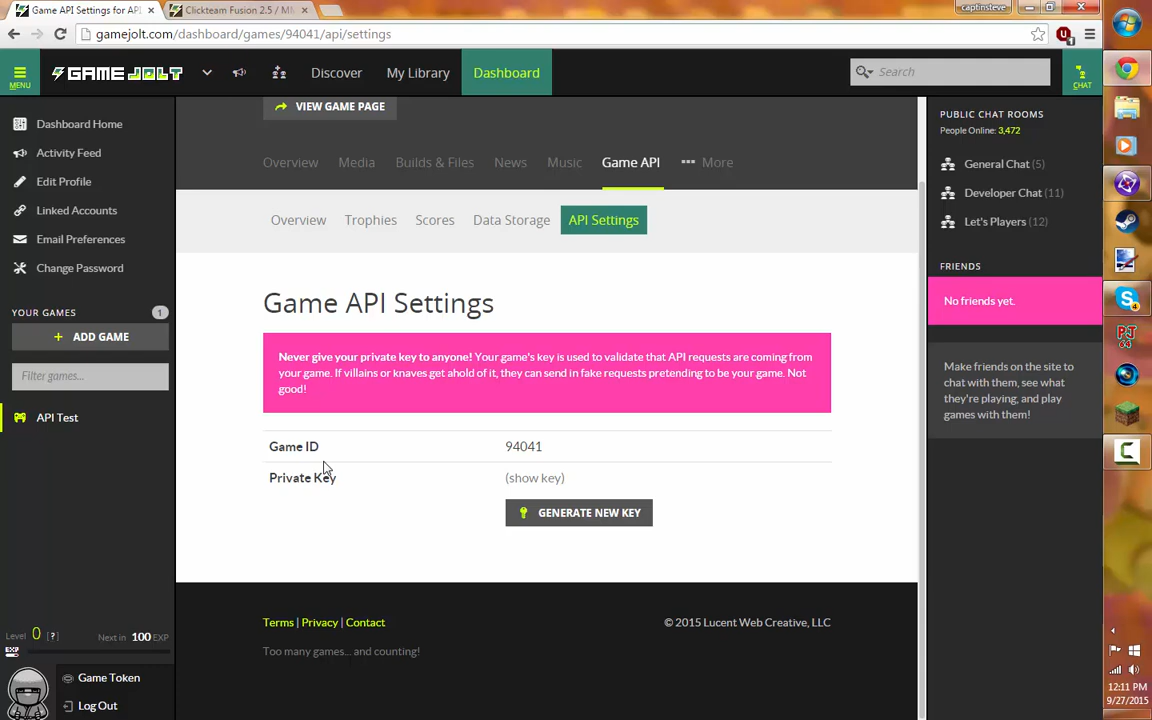 Game API Settings for API
Clickteam Fusion 2.5 / MM
captinsteve
gamejolt.com/dashboard/games/94041/api/settings
MENU
GAME JOLT
Discover
My Library
Dashboard
Search
CHAT
Dashboard Home
Activity Feed
Edit Profile
Linked Accounts
Email Preferences
Change Password
YOUR GAMES 1
+ ADD GAME
Filter games...
API Test
Level 0 [?] Next in 100 EXP
EXP
Game Token
Log Out
VIEW GAME PAGE
Overview Media Builds & Files News Music Game API More
Overview Trophies Scores Data Storage API Settings
Game API Settings
Never give your private key to anyone! Your game's key is used to validate that API requests are coming from
your game. If villains or knaves get ahold of it, they can send in fake requests pretending to be your game. Not
good!
Game ID 94041
Private Key (show key)
GENERATE NEW KEY
Terms | Privacy | Contact © 2015 Lucent Web Creative, LLC
Too many games... and counting!
PUBLIC CHAT ROOMS
People Online: 3,472
General Chat (5)
Developer Chat (11)
Let's Players (12)
FRIENDS
No friends yet.
Make friends on the site to
chat with them, see what
they're playing, and play
games with them!
12:11 PM
9/27/2015